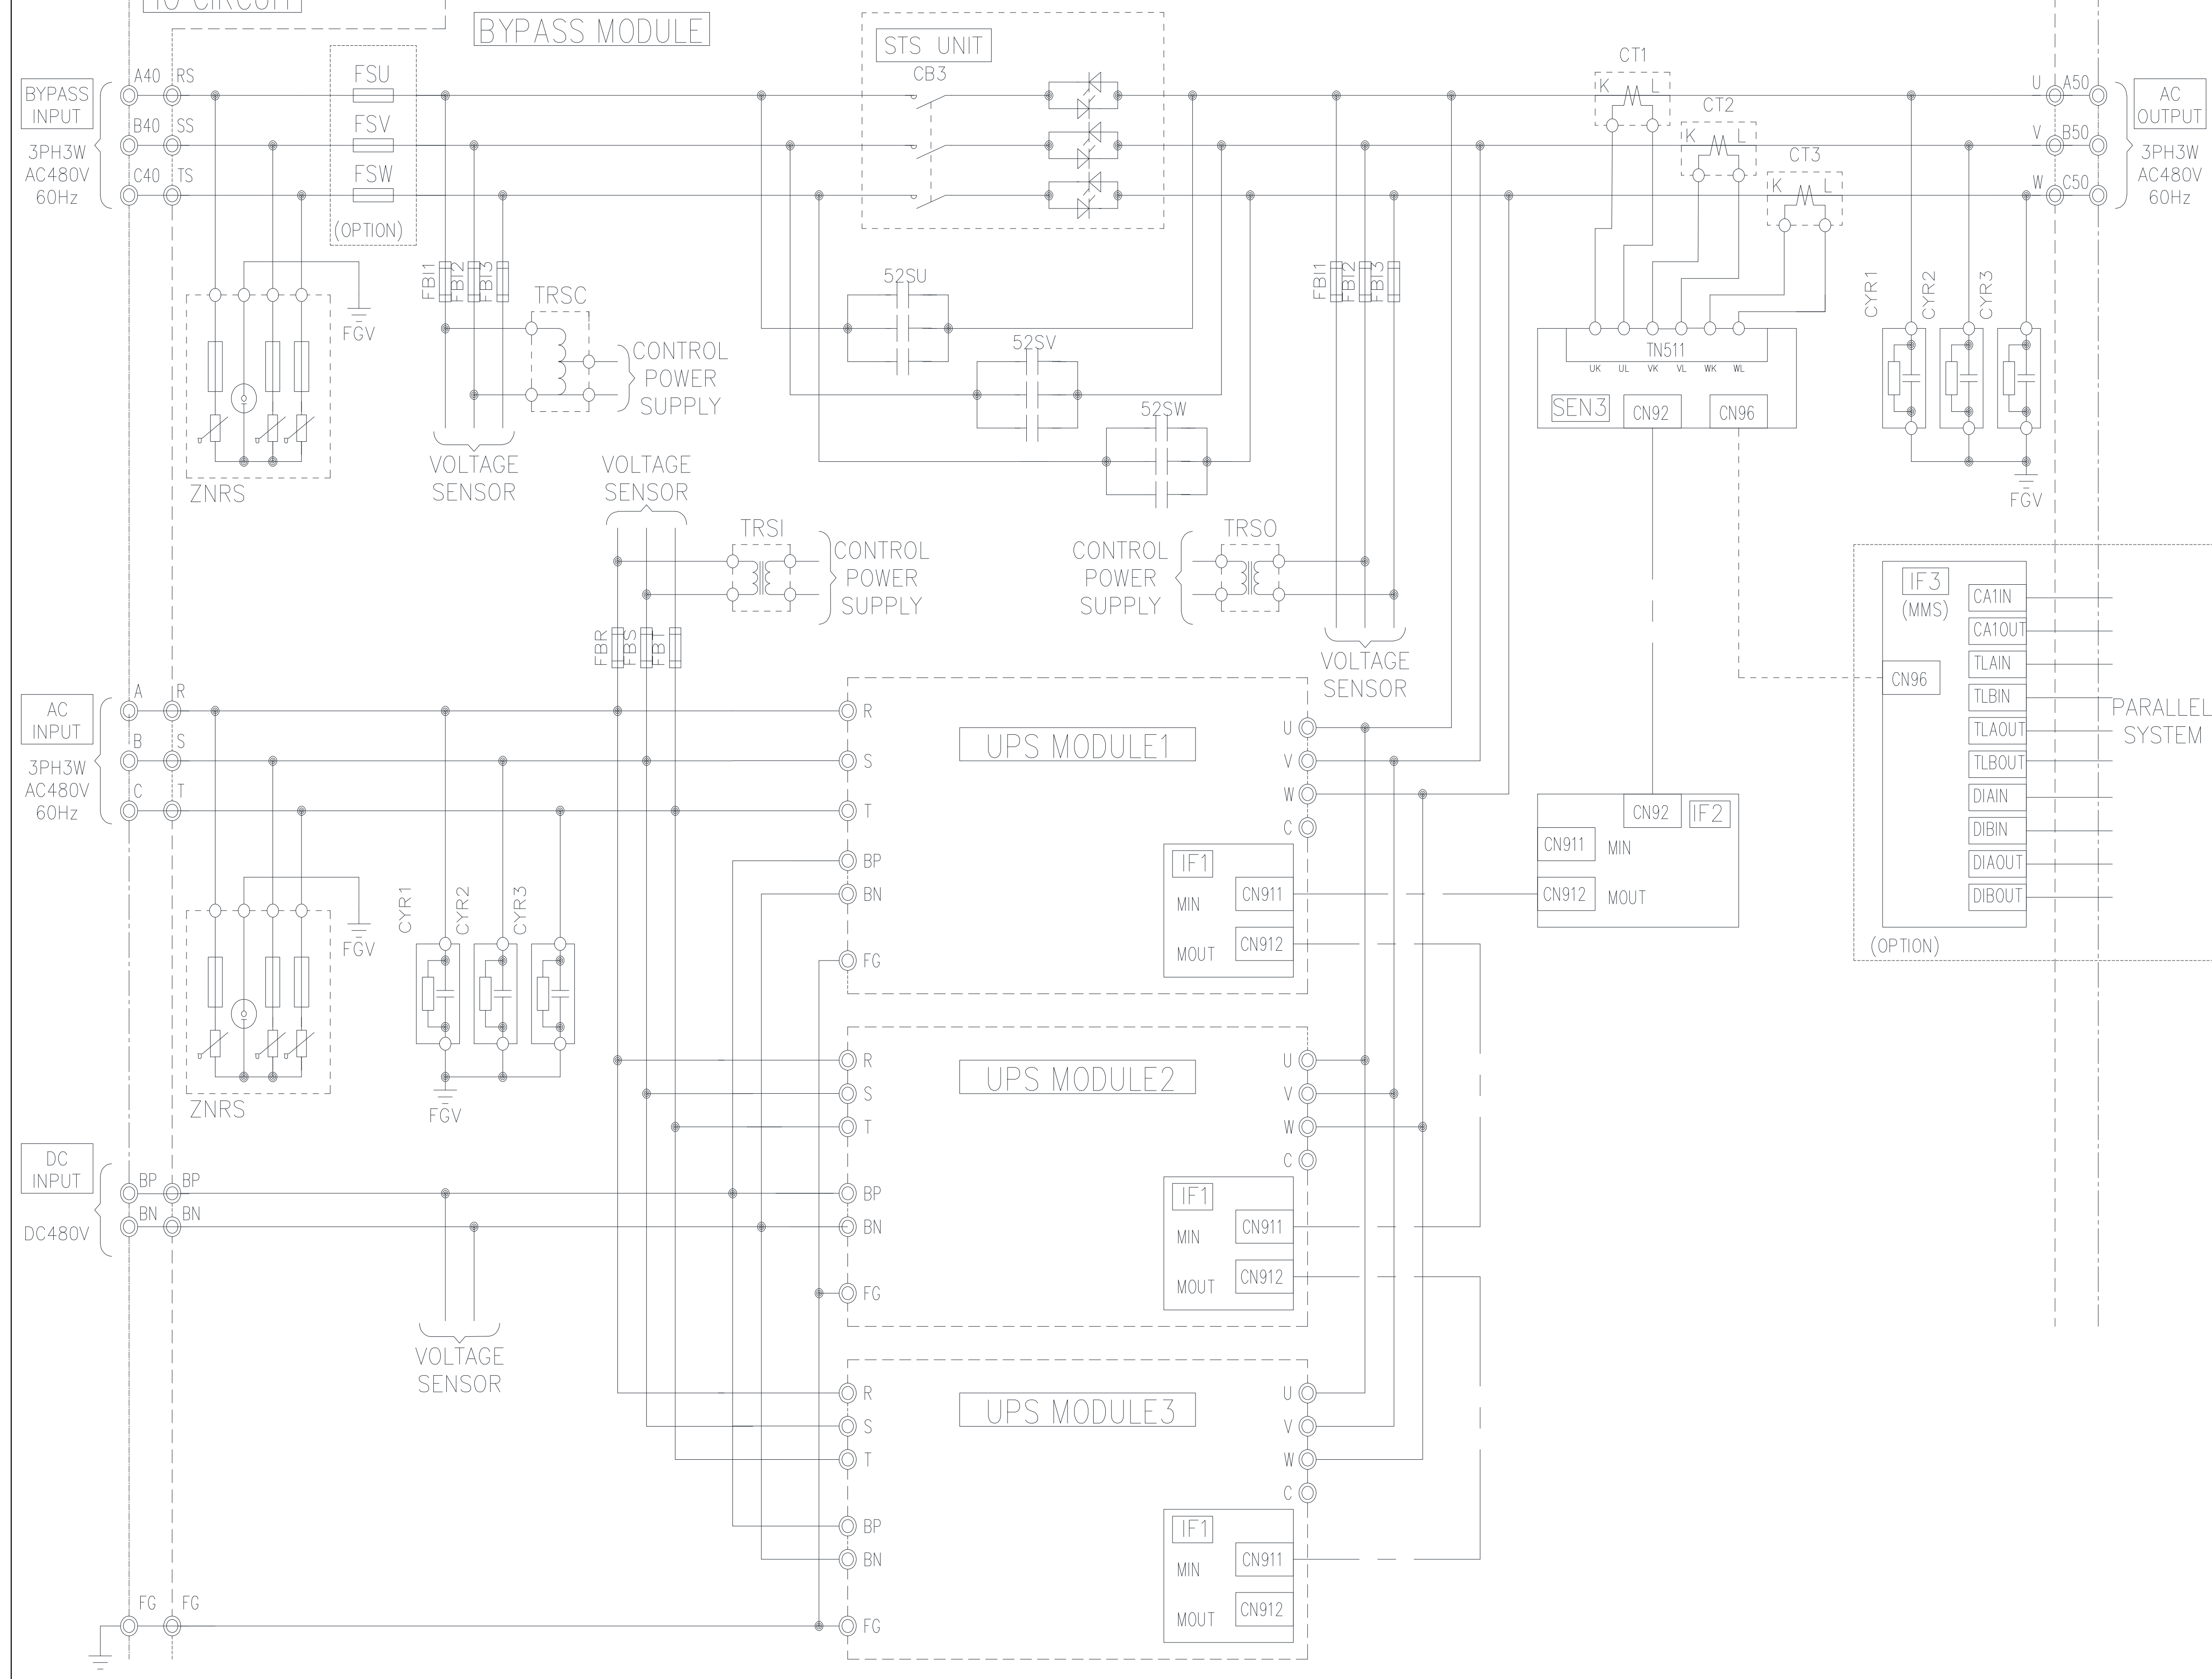 BYPASS MODULE
STS UNIT
CB3
BYPASS
INPUT
3PH3W
AC480V
60Hz
A40 RS
B40 SS
C40 TS
FSU
FSV
FSW
(OPTION)
CT1
K L
CT2
K L
CT3
K L
U A50
V B50
W C50
AC
OUTPUT
3PH3W
AC480V
60Hz
FGV
ZNRS
FBI1
FBI2
FBI3
TRSC
CONTROL
POWER
SUPPLY
VOLTAGE
SENSOR
52SU
52SV
52SW
FBI1
FBI2
FBI3
TN511
UK UL VK VL WK WL
SEN3
CN92
CN96
CYR1
CYR2
CYR3
FGV
VOLTAGE
SENSOR
TRSI
CONTROL
POWER
SUPPLY
CONTROL
POWER
SUPPLY
TRSO
VOLTAGE
SENSOR
FBR
FBS
FBT
IF3
(MMS)
CN96
CA1IN
CA1OUT
TLAIN
TLBIN
TLAOUT
TLBOUT
DIAIN
DIBIN
DIAOUT
DIBOUT
(OPTION)
PARALLEL
SYSTEM
AC
INPUT
3PH3W
AC480V
60Hz
A R
B S
C T
FGV
ZNRS
CYR1
CYR2
CYR3
FGV
UPS MODULE1
R
S
T
BP
BN
FG
U
V
W
C
IF1
MIN
CN911
MOUT
CN912
CN92
IF2
CN911
MIN
CN912
MOUT
UPS MODULE2
R
S
T
BP
BN
FG
U
V
W
C
IF1
MIN
CN911
MOUT
CN912
DC
INPUT
DC480V
BP BP
BN BN
VOLTAGE
SENSOR
UPS MODULE3
R
S
T
BP
BN
FG
U
V
W
C
IF1
MIN
CN911
MOUT
CN912
FG FG